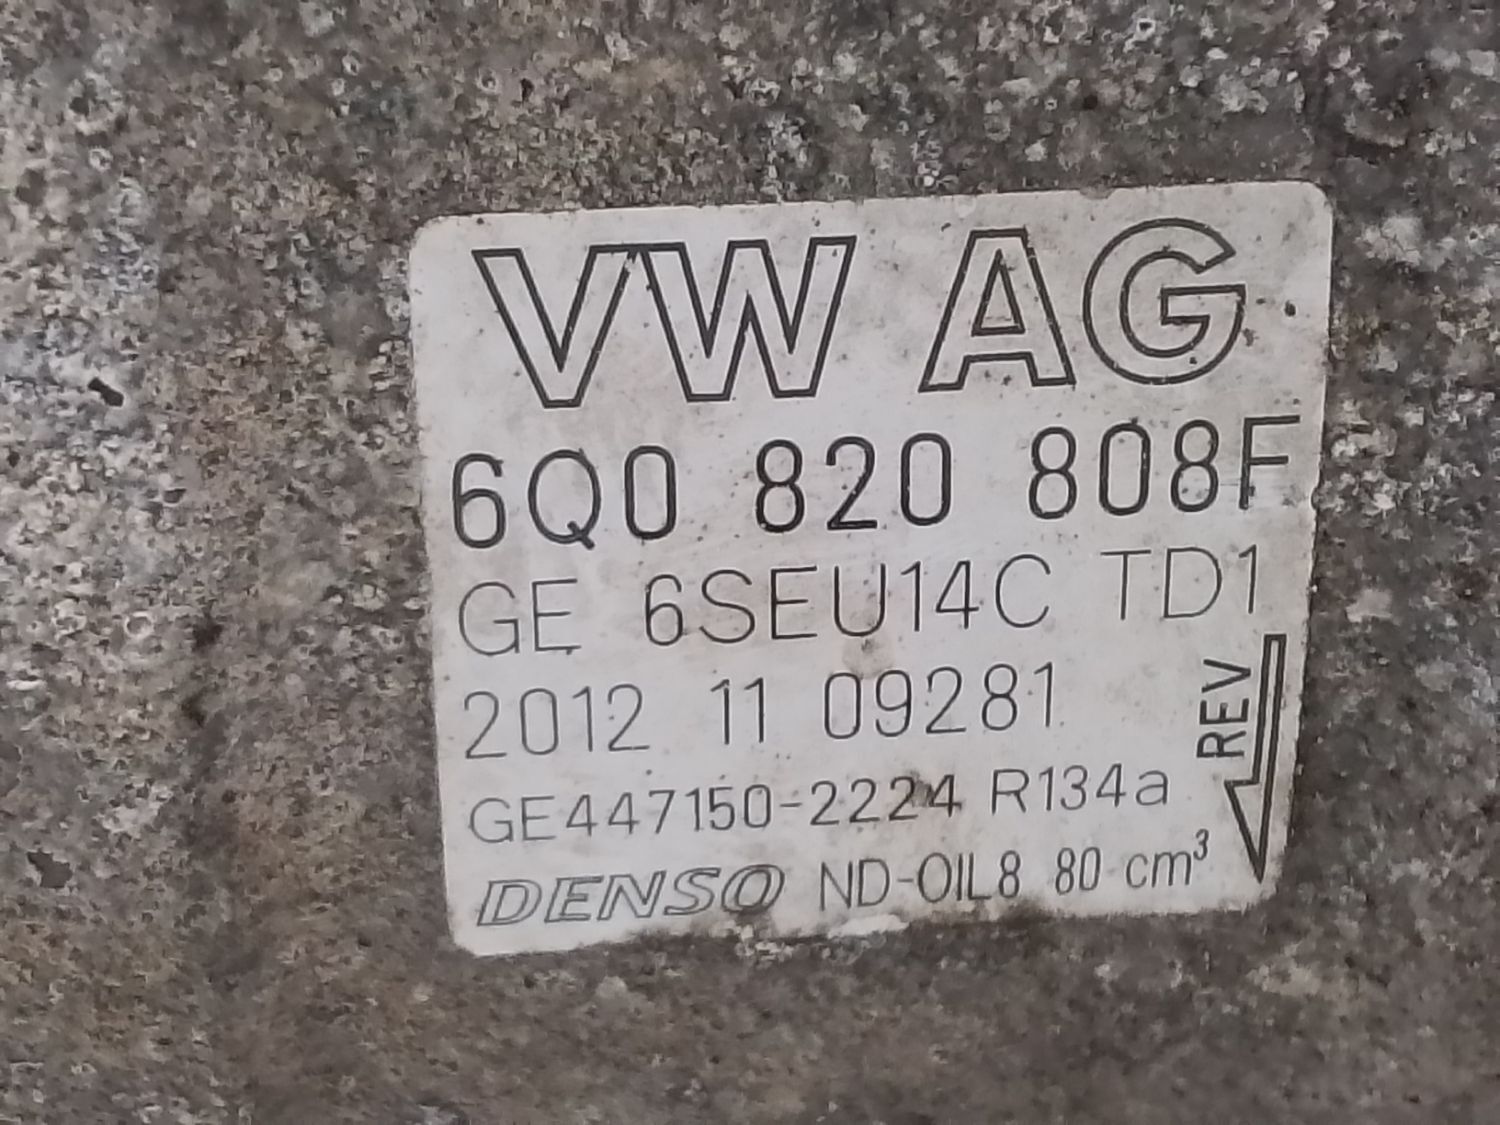 VW AG
6Q0 820 808F
GE 6SEU14C TD1
2012 11 09281
REV
GE447150-2224 R134a
DENSO ND-OIL8 80 cm³